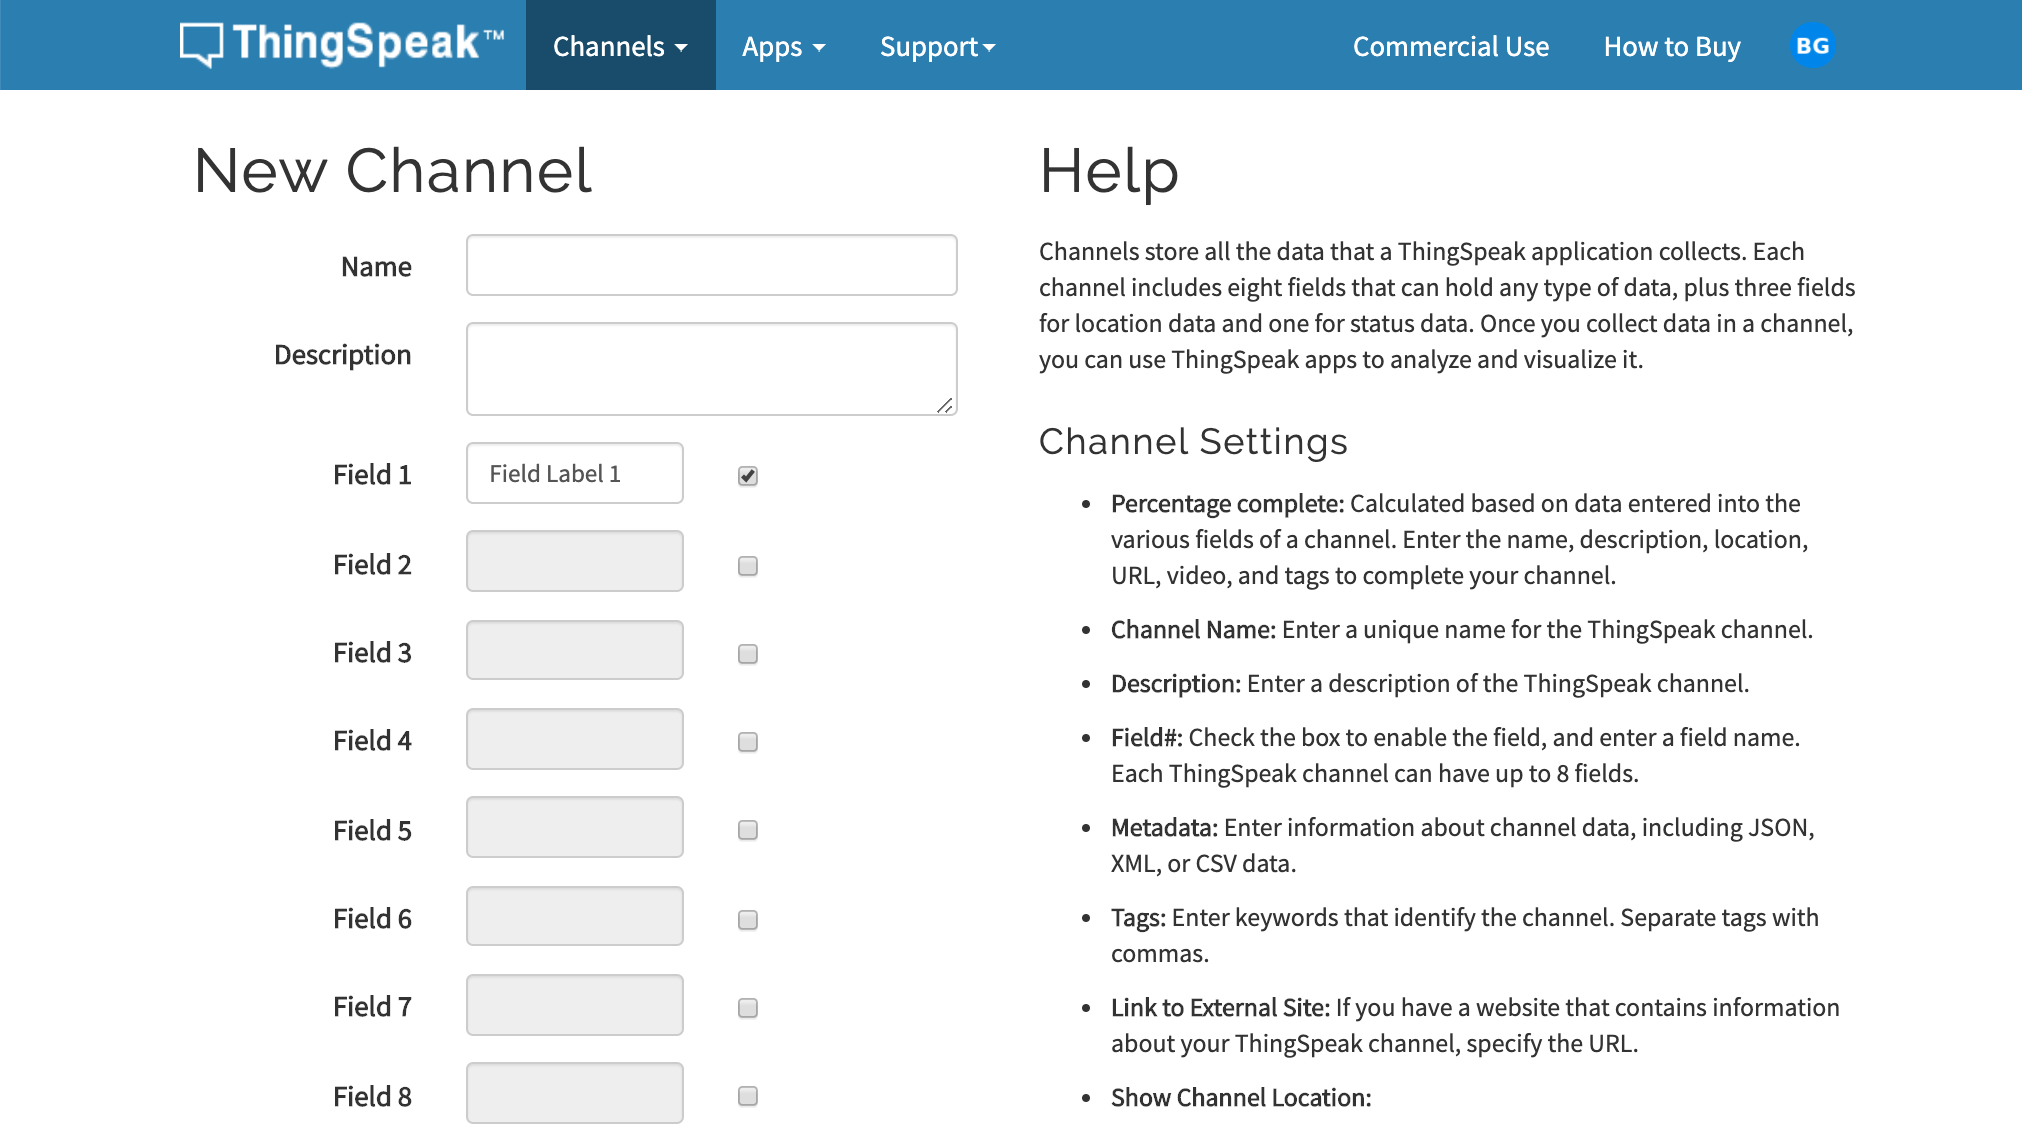 ThingSpeak™ Channels Apps Support Commercial Use How to Buy BG
New Channel
Name
Description
Field 1 Field Label 1
Field 2
Field 3
Field 4
Field 5
Field 6
Field 7
Field 8
Help
Channels store all the data that a ThingSpeak application collects. Each
channel includes eight fields that can hold any type of data, plus three fields
for location data and one for status data. Once you collect data in a channel,
you can use ThingSpeak apps to analyze and visualize it.
Channel Settings
• Percentage complete: Calculated based on data entered into the
various fields of a channel. Enter the name, description, location,
URL, video, and tags to complete your channel.
• Channel Name: Enter a unique name for the ThingSpeak channel.
• Description: Enter a description of the ThingSpeak channel.
• Field#: Check the box to enable the field, and enter a field name.
Each ThingSpeak channel can have up to 8 fields.
• Metadata: Enter information about channel data, including JSON,
XML, or CSV data.
• Tags: Enter keywords that identify the channel. Separate tags with
commas.
• Link to External Site: If you have a website that contains information
about your ThingSpeak channel, specify the URL.
• Show Channel Location: